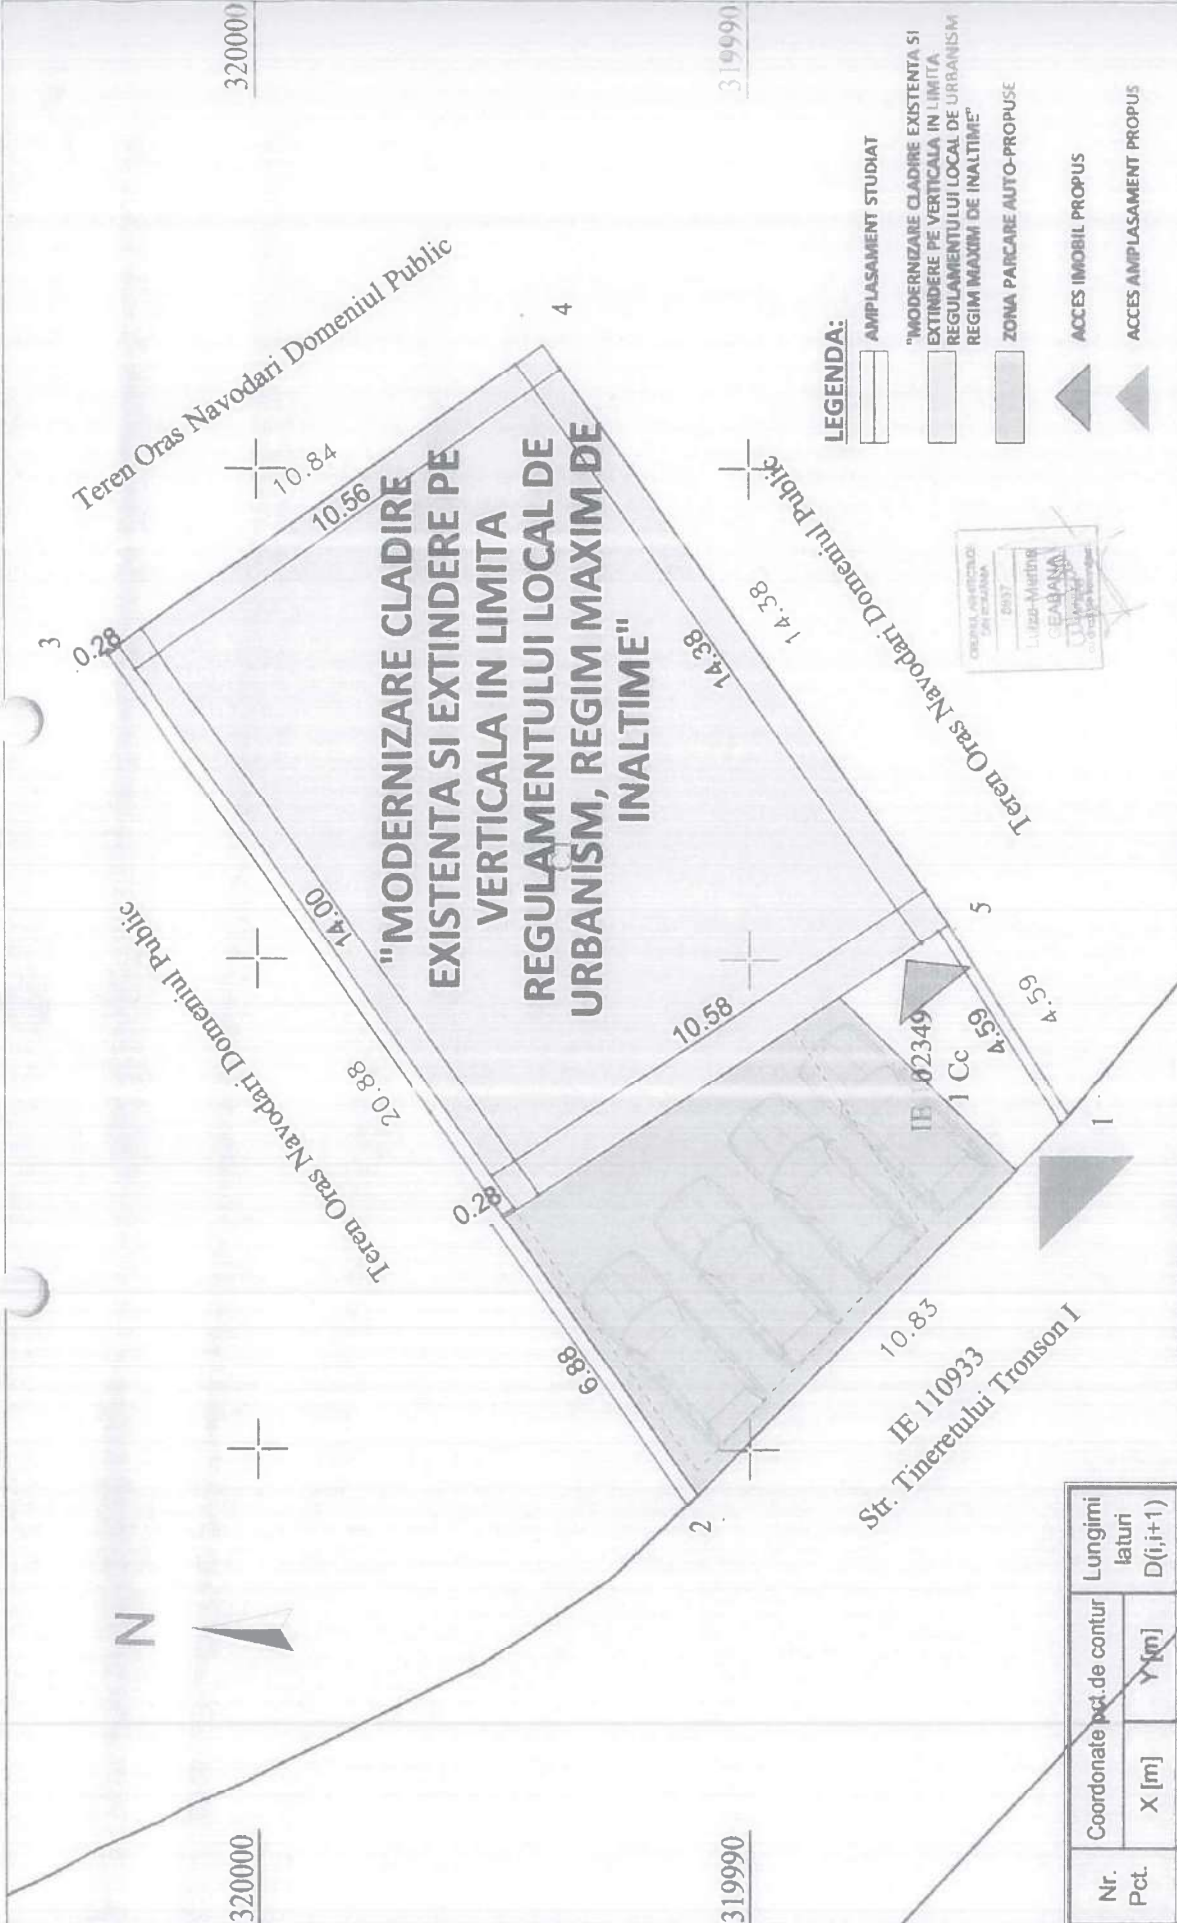 320000
319990
N
Teren Oras Navodari Domeniul Public
3
0.28
10.84
10.56
4
Teren Oras Navodari Domeniul Public
20.88
14.00
"MODERNIZARE CLADIRE
EXISTENTA SI EXTINDERE PE
VERTICALA IN LIMITA
REGULAMENTULUI LOCAL DE
URBANISM, REGIM MAXIM DE
INALTIME"
C1
14.38
14.38
Teren Oras Navodari Domeniul Public
0.28
6.88
10.58
2
5
4.59
4.59
1 Cc
1
10.83
IE 110933
Str. Tineretului Tronson I
320000
319990
LEGENDA:
AMPLASAMENT STUDIAT
"MODERNIZARE CLADIRE EXISTENTA SI
EXTINDERE PE VERTICALA IN LIMITA
REGULAMENTULUI LOCAL DE URBANISM
REGIM MAXIM DE INALTIME"
ZONA PARCARE AUTO-PROPUSE
ACCES IMOBIL PROPUS
ACCES AMPLASAMENT PROPUS
Nr.
Pct.
Coordonate pct.de contur
X [m]
Y [m]
Lungimi
laturi
D(i,i+1)